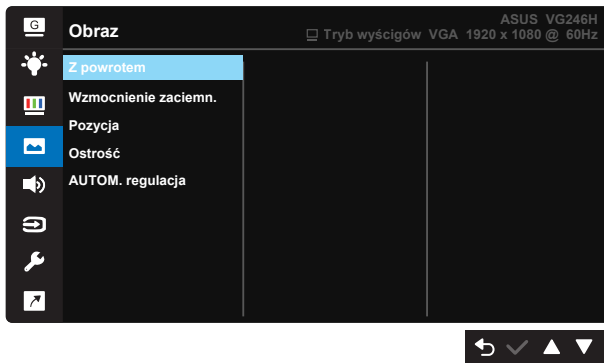 G
Obraz
ASUS VG246H
Tryb wyścigów VGA 1920 x 1080 @ 60Hz
Z powrotem
Wzmocnienie zaciemn.
Pozycja
Ostrość
AUTOM. regulacja